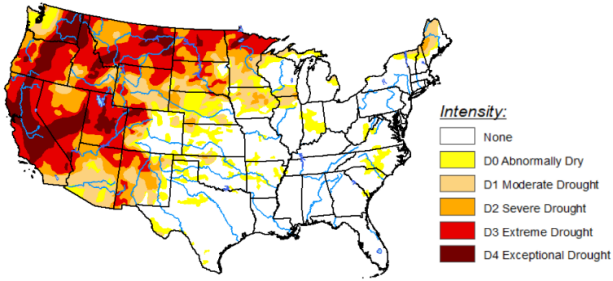 Intensity:
None
D0 Abnormally Dry
D1 Moderate Drought
D2 Severe Drought
D3 Extreme Drought
D4 Exceptional Drought